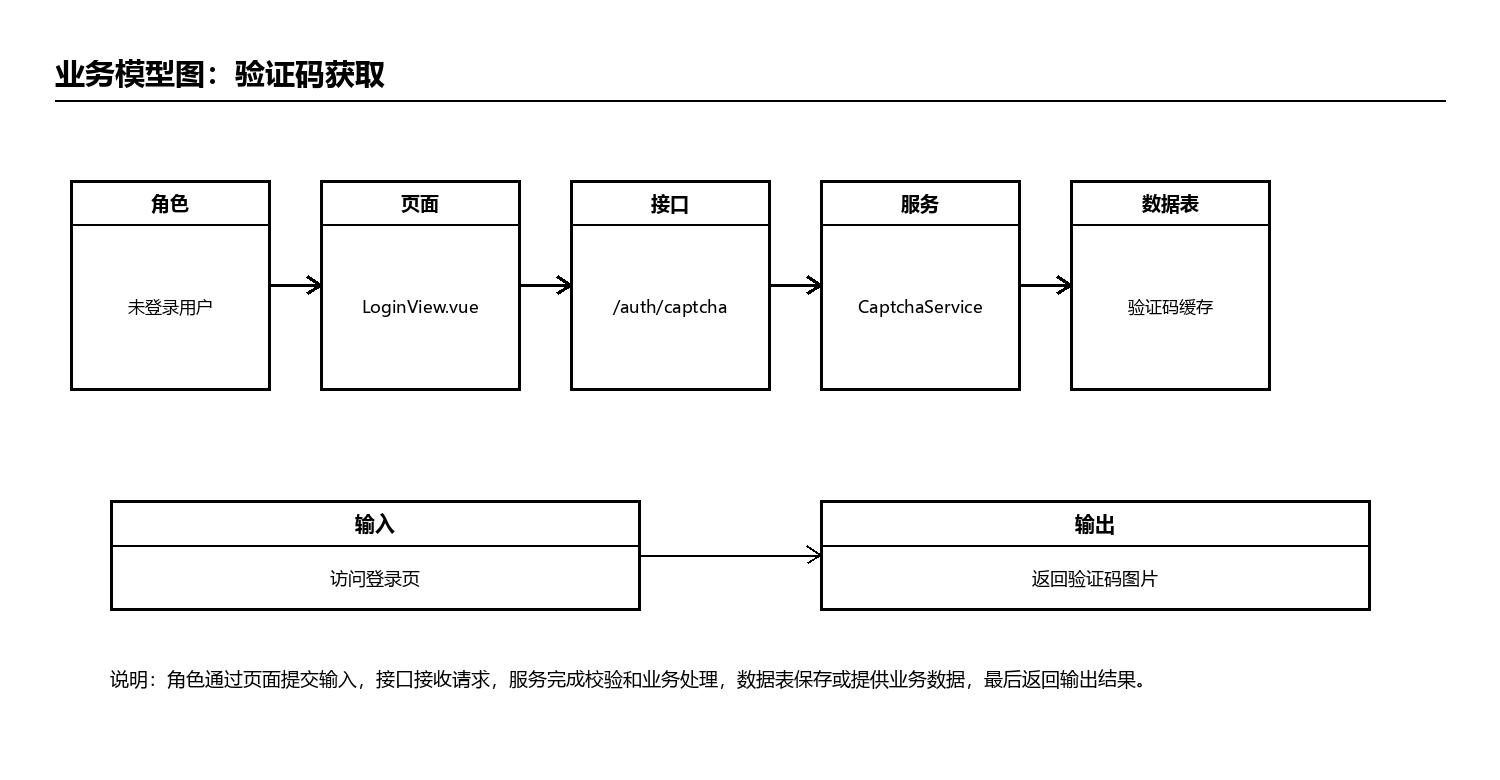 业务模型图：验证码获取
角色
页面
接口
服务
数据表
未登录用户
LoginView.vue
/auth/captcha
CaptchaService
验证码缓存
输入
输出
访问登录页
返回验证码图片
说明：角色通过页面提交输入，接口接收请求，服务完成校验和业务处理，数据表保存或提供业务数据，最后返回输出结果。